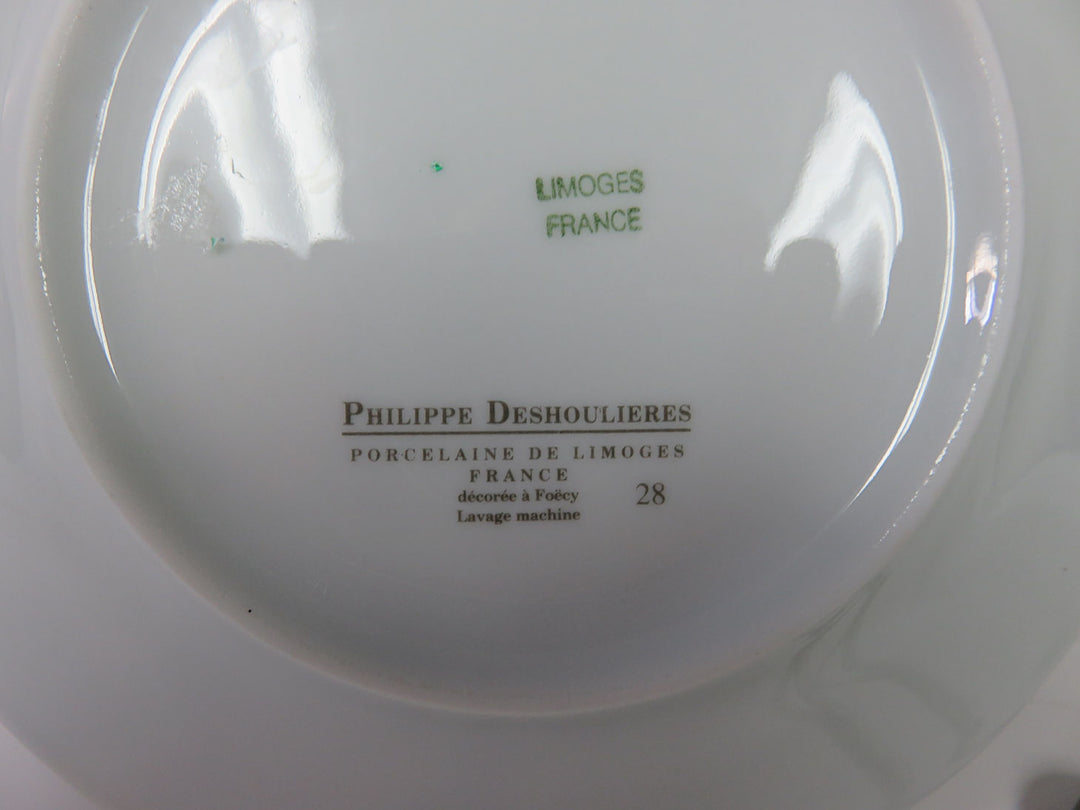 LIMOGES
FRANCE
PHILIPPE DESHOULIERES
PORCELAINE DE LIMOGES
FRANCE
décorée à Foëcy 28
Lavage machine